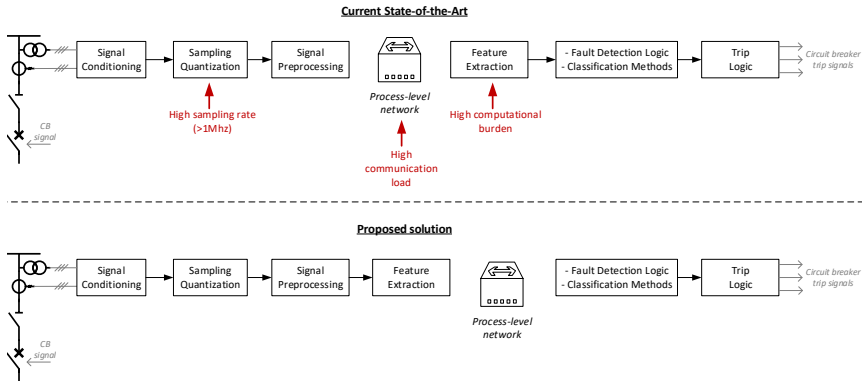 Current State-of-the-Art
Signal
Conditioning
Sampling
Quantization
Signal
Preprocessing
Process-level
network
Feature
Extraction
- Fault Detection Logic
- Classification Methods
Trip
Logic
Circuit breaker
trip signals
High sampling rate
(>1Mhz)
High
communication
load
High computational
burden
CB
signal
Proposed solution
Signal
Conditioning
Sampling
Quantization
Signal
Preprocessing
Feature
Extraction
Process-level
network
- Fault Detection Logic
- Classification Methods
Trip
Logic
Circuit breaker
trip signals
CB
signal